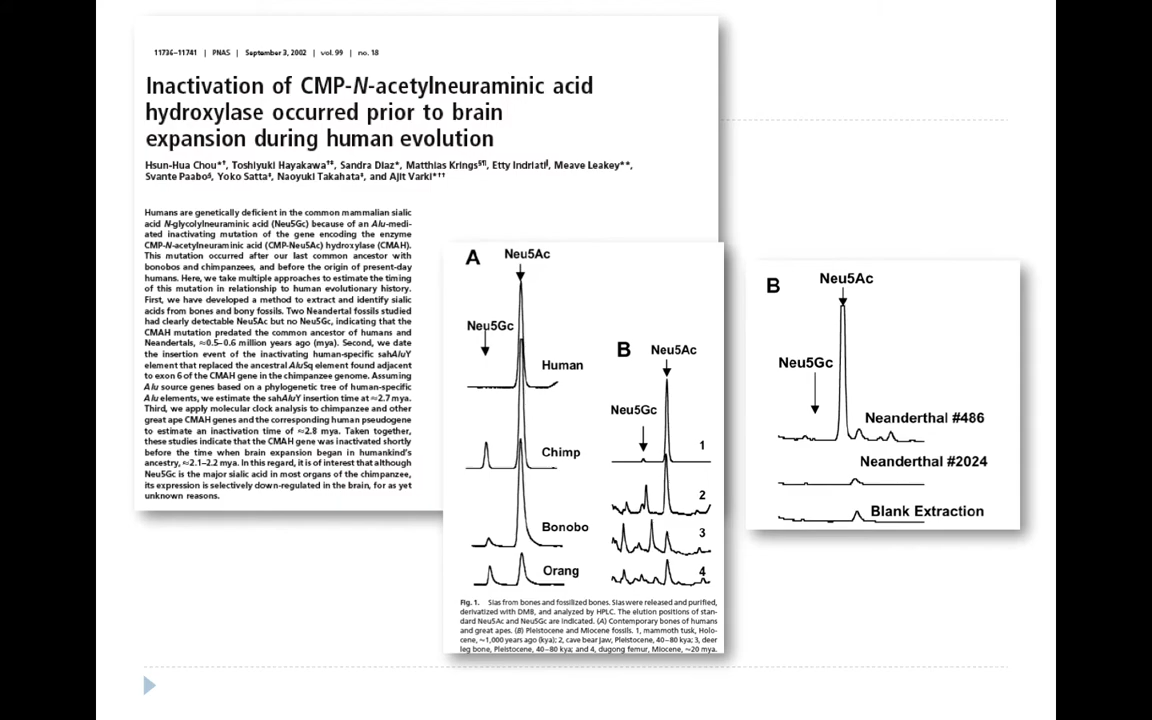 11736–11741 | PNAS | September 3, 2002 | vol. 99 | no. 18
Inactivation of CMP-N-acetylneuraminic acid
hydroxylase occurred prior to brain
expansion during human evolution
Hsun-Hua Chou*†, Toshiyuki Hayakawa†‡, Sandra Diaz*, Matthias Krings§¶, Etty Indriati‖, Meave Leakey**,
Svante Paabo§, Yoko Satta‡, Naoyuki Takahata‡, and Ajit Varki*††
Humans are genetically deficient in the common mammalian sialic
acid N-glycolylneuraminic acid (Neu5Gc) because of an Alu-medi-
ated inactivating mutation of the gene encoding the enzyme
CMP-N-acetylneuraminic acid (CMP-Neu5Ac) hydroxylase (CMAH).
This mutation occurred after our last common ancestor with
bonobos and chimpanzees, and before the origin of present-day
humans. Here, we take multiple approaches to estimate the timing
of this mutation in relationship to human evolutionary history.
First, we have developed a method to extract and identify sialic
acids from bones and bony fossils. Two Neandertal fossils studied
had clearly detectable Neu5Ac but no Neu5Gc, indicating that the
CMAH mutation predated the common ancestor of humans and
Neandertals, ≈0.5–0.6 million years ago (mya). Second, we date
the insertion event of the inactivating human-specific sahAluY
element that replaced the ancestral AluSq element found adjacent
to exon 6 of the CMAH gene in the chimpanzee genome. Assuming
Alu source genes based on a phylogenetic tree of human-specific
Alu elements, we estimate the sahAluY insertion time at ≈2.7 mya.
Third, we apply molecular clock analysis to chimpanzee and other
great ape CMAH genes and the corresponding human pseudogene
to estimate an inactivation time of ≈2.8 mya. Taken together,
these studies indicate that the CMAH gene was inactivated shortly
before the time when brain expansion began in humankind's
ancestry, ≈2.1–2.2 mya. In this regard, it is of interest that although
Neu5Gc is the major sialic acid in most organs of the chimpanzee,
its expression is selectively down-regulated in the brain, for as yet
unknown reasons.
A
Neu5Ac
Neu5Gc
Human
Chimp
Bonobo
Orang
B
Neu5Ac
Neu5Gc
1
2
3
4
Fig. 1. Sias from bones and fossilized bones. Sias were released and purified,
derivatized with DMB, and analyzed by HPLC. The elution positions of stan-
dard Neu5Ac and Neu5Gc are indicated. (A) Contemporary bones of humans
and great apes. (B) Pleistocene and Miocene fossils. 1, mammoth tusk, Holo-
cene, ~1,000 years ago (kya); 2, cave bear jaw, Pleistocene, 40–80 kya; 3, deer
leg bone, Pleistocene, 40–80 kya; and 4, dugong femur, Miocene, ~20 mya.
B
Neu5Ac
Neu5Gc
Neanderthal #486
Neanderthal #2024
Blank Extraction